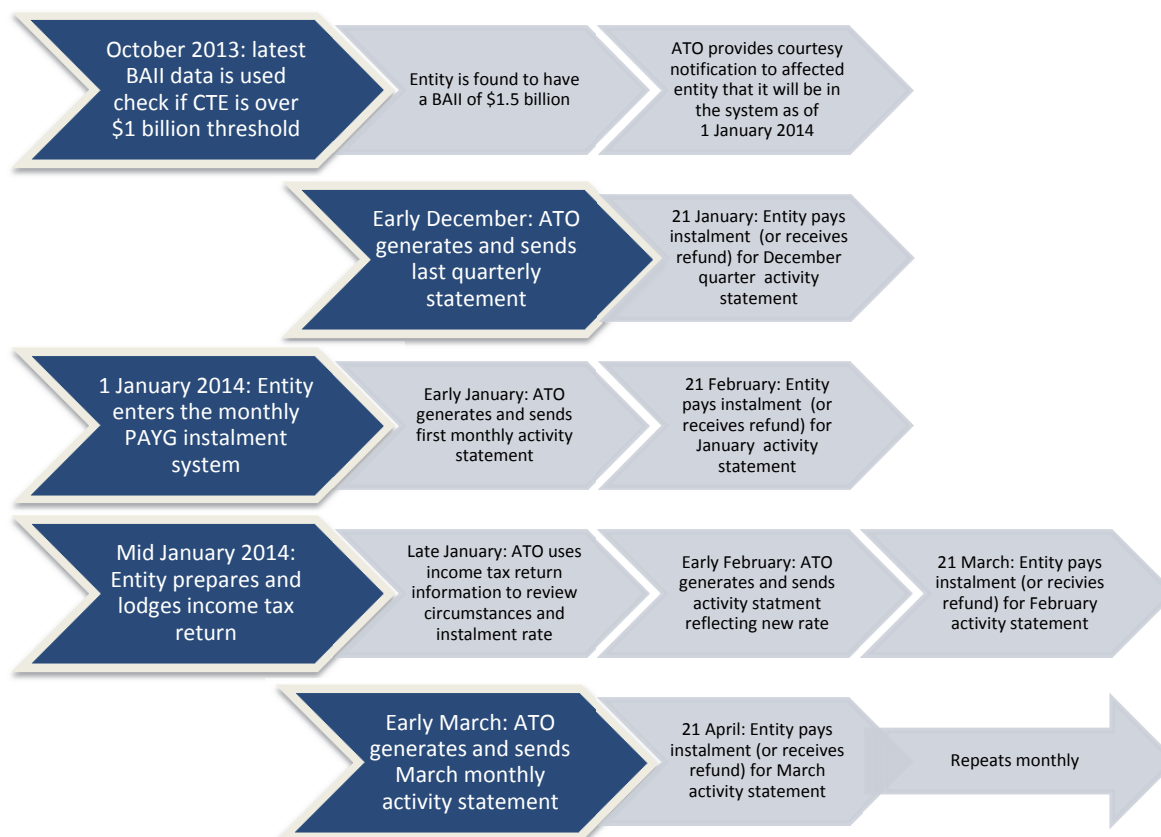 October 2013: latest
BAII data is used
check if CTE is over
$1 billion threshold
Entity is found to have
a BAII of $1.5 billion
ATO provides courtesy
notification to affected
entity that it will be in
the system as of
1 January 2014
Early December: ATO
generates and sends
last quarterly
statement
21 January: Entity pays
instalment  (or receives
refund) for December
quarter  activity
statement
1 January 2014: Entity
enters the monthly
PAYG instalment
system
Early January: ATO
generates and sends
first monthly activity
statement
21 February: Entity
pays instalment  (or
receives refund) for
January  activity
statement
Mid January 2014:
Entity prepares and
lodges income tax
return
Late January: ATO uses
income tax return
information to review
circumstances and
instalment rate
Early February: ATO
generates and sends
activity statment
reflecting new rate
21 March: Entity pays
instalment (or recivies
refund) for February
activity statement
Early March: ATO
generates and sends
March monthly
activity statement
21 April: Entity pays
instalment (or receives
refund) for March
activity statement
Repeats monthly